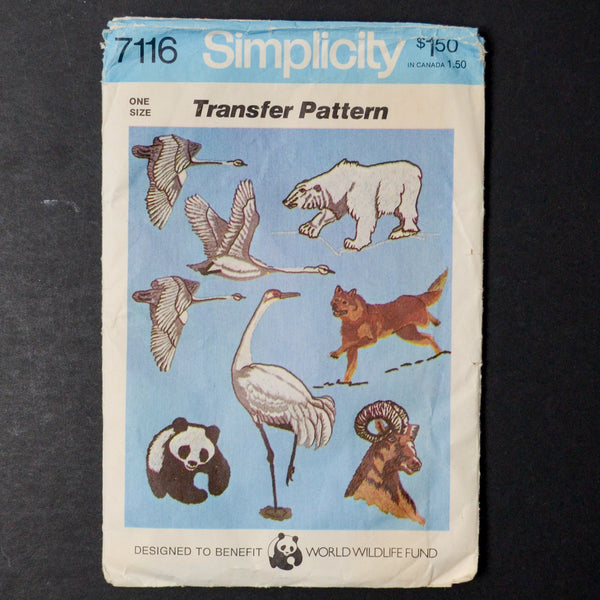 7116 Simplicity $1.50
IN CANADA 1.50
ONE
SIZE
Transfer Pattern
DESIGNED TO BENEFIT WORLD WILDLIFE FUND